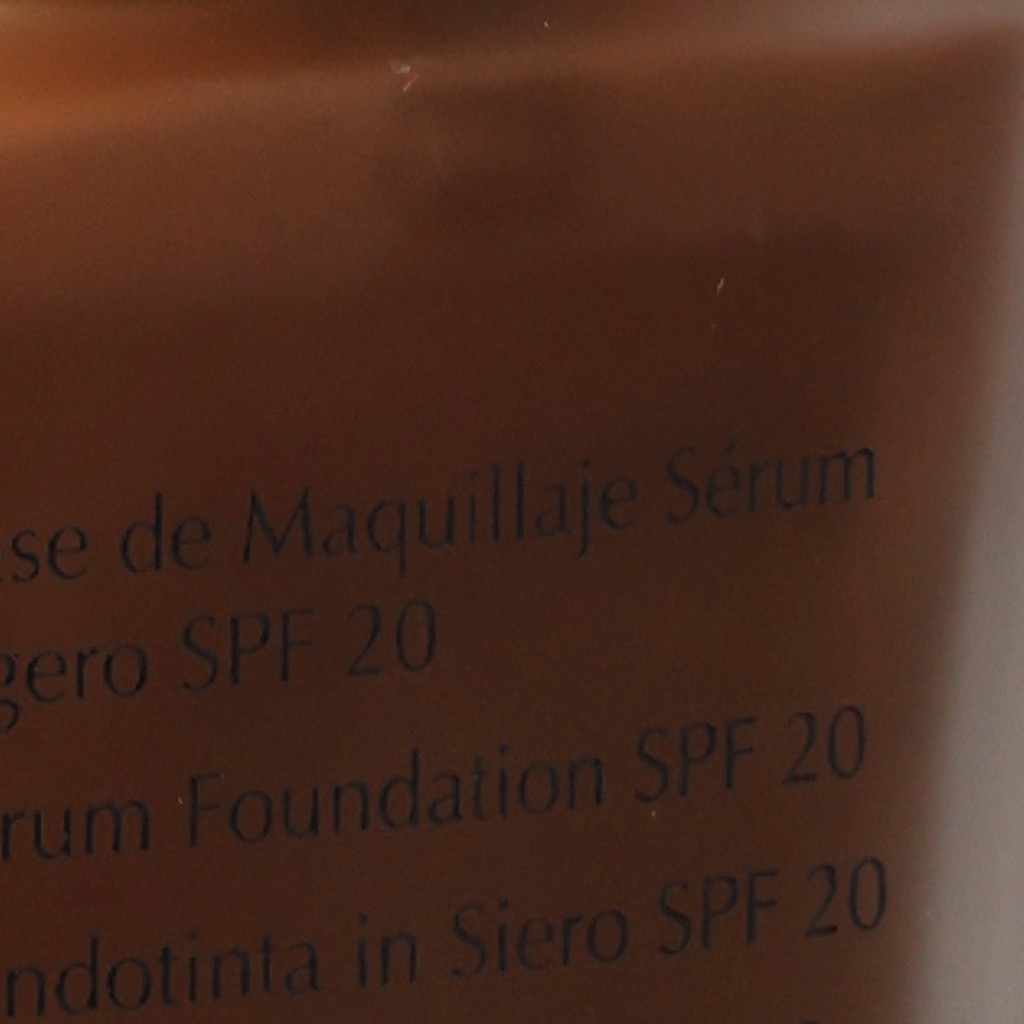 se de Maquillaje Sérum
gero SPF 20
rum Foundation SPF 20
ndotinta in Siero SPF 20